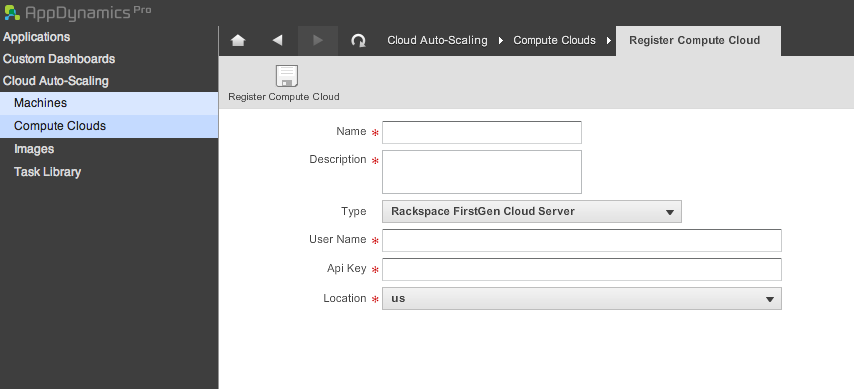 AppDynamics Pro
Applications
Custom Dashboards
Cloud Auto-Scaling
Machines
Compute Clouds
Images
Task Library
Cloud Auto-Scaling Compute Clouds Register Compute Cloud
Register Compute Cloud
Name *
Description *
Type Rackspace FirstGen Cloud Server
User Name *
Api Key *
Location * us